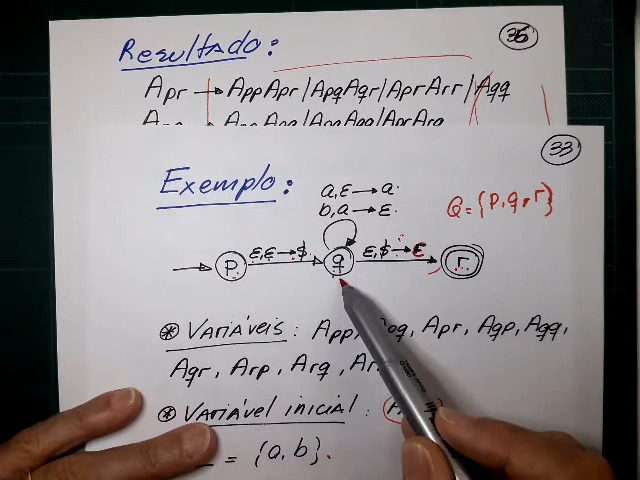 36
Resultado:
Apr → AppApr | ApqAqr | AprArr | Aqq
33
Exemplo:
a, ε → a
b, a → ε
Q = {p, q, r}
p ε, ε → $ q ε, $ → ε r
⊛ Variáveis: App, Apr, Aqp, Aqq,
Aqr, Arp, Arq,
⊛ Variável inicial:
= {a, b}.